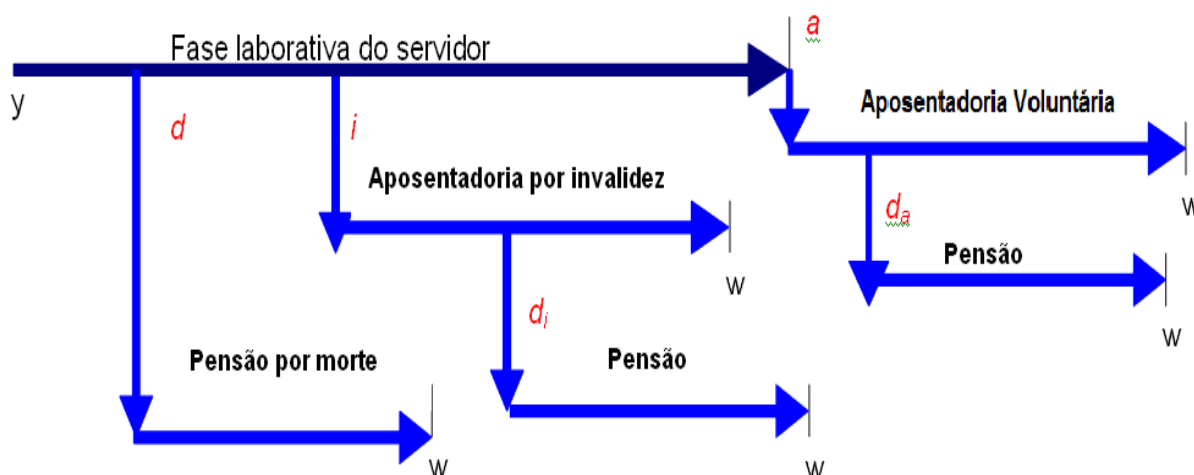 a
Fase laborativa do servidor
y
Aposentadoria Voluntária
d
i
Aposentadoria por invalidez
w
dₐ
Pensão
w
dᵢ
w
Pensão por morte
Pensão
w
w